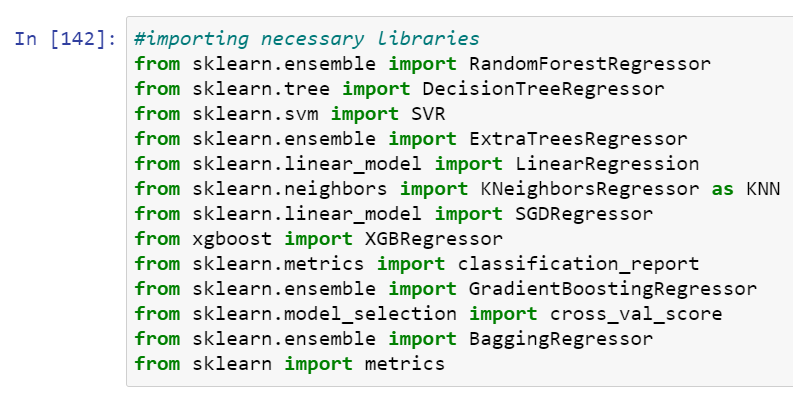 In [142]: #importing necessary libraries
from sklearn.ensemble import RandomForestRegressor
from sklearn.tree import DecisionTreeRegressor
from sklearn.svm import SVR
from sklearn.ensemble import ExtraTreesRegressor
from sklearn.linear_model import LinearRegression
from sklearn.neighbors import KNeighborsRegressor as KNN
from sklearn.linear_model import SGDRegressor
from xgboost import XGBRegressor
from sklearn.metrics import classification_report
from sklearn.ensemble import GradientBoostingRegressor
from sklearn.model_selection import cross_val_score
from sklearn.ensemble import BaggingRegressor
from sklearn import metrics